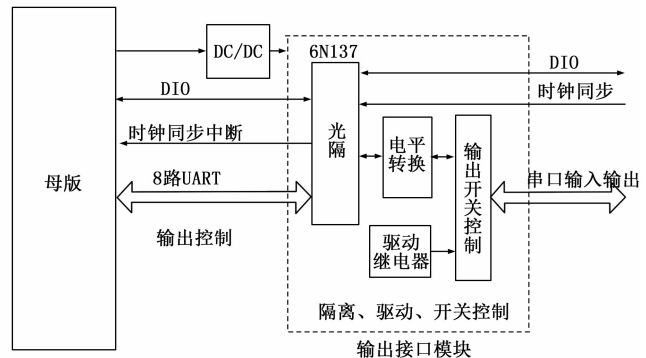 DC/DC
6N137
DIO
DIO
时钟同步
时钟同步中断
光
隔
电平
转换
输
出
开
关
控
制
母版
8路UART
串口输入输出
输出控制
驱动
继电器
隔离、驱动、开关控制
输出接口模块